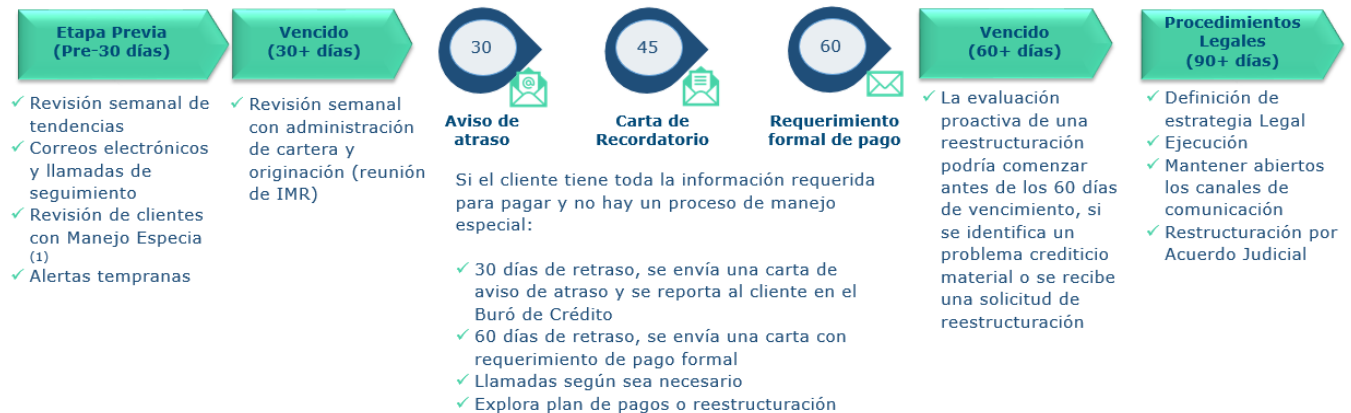 Etapa Previa
(Pre-30 días)
✓ Revisión semanal de
tendencias
✓ Correos electrónicos
y llamadas de
seguimiento
✓ Revisión de clientes
con Manejo Especia
(1)
✓ Alertas tempranas
Vencido
(30+ días)
✓ Revisión semanal
con administración
de cartera y
originación (reunión
de IMR)
30
Aviso de
atraso
45
Carta de
Recordatorio
60
Requerimiento
formal de pago
Si el cliente tiene toda la información requerida
para pagar y no hay un proceso de manejo
especial:
✓ 30 días de retraso, se envía una carta de
aviso de atraso y se reporta al cliente en el
Buró de Crédito
✓ 60 días de retraso, se envía una carta con
requerimiento de pago formal
✓ Llamadas según sea necesario
✓ Explora plan de pagos o reestructuración
Vencido
(60+ días)
✓ La evaluación
proactiva de una
reestructuración
podría comenzar
antes de los 60 días
de vencimiento, si
se identifica un
problema crediticio
material o se recibe
una solicitud de
reestructuración
Procedimientos
Legales
(90+ días)
✓ Definición de
estrategia Legal
✓ Ejecución
✓ Mantener abiertos
los canales de
comunicación
✓ Restructuración por
Acuerdo Judicial